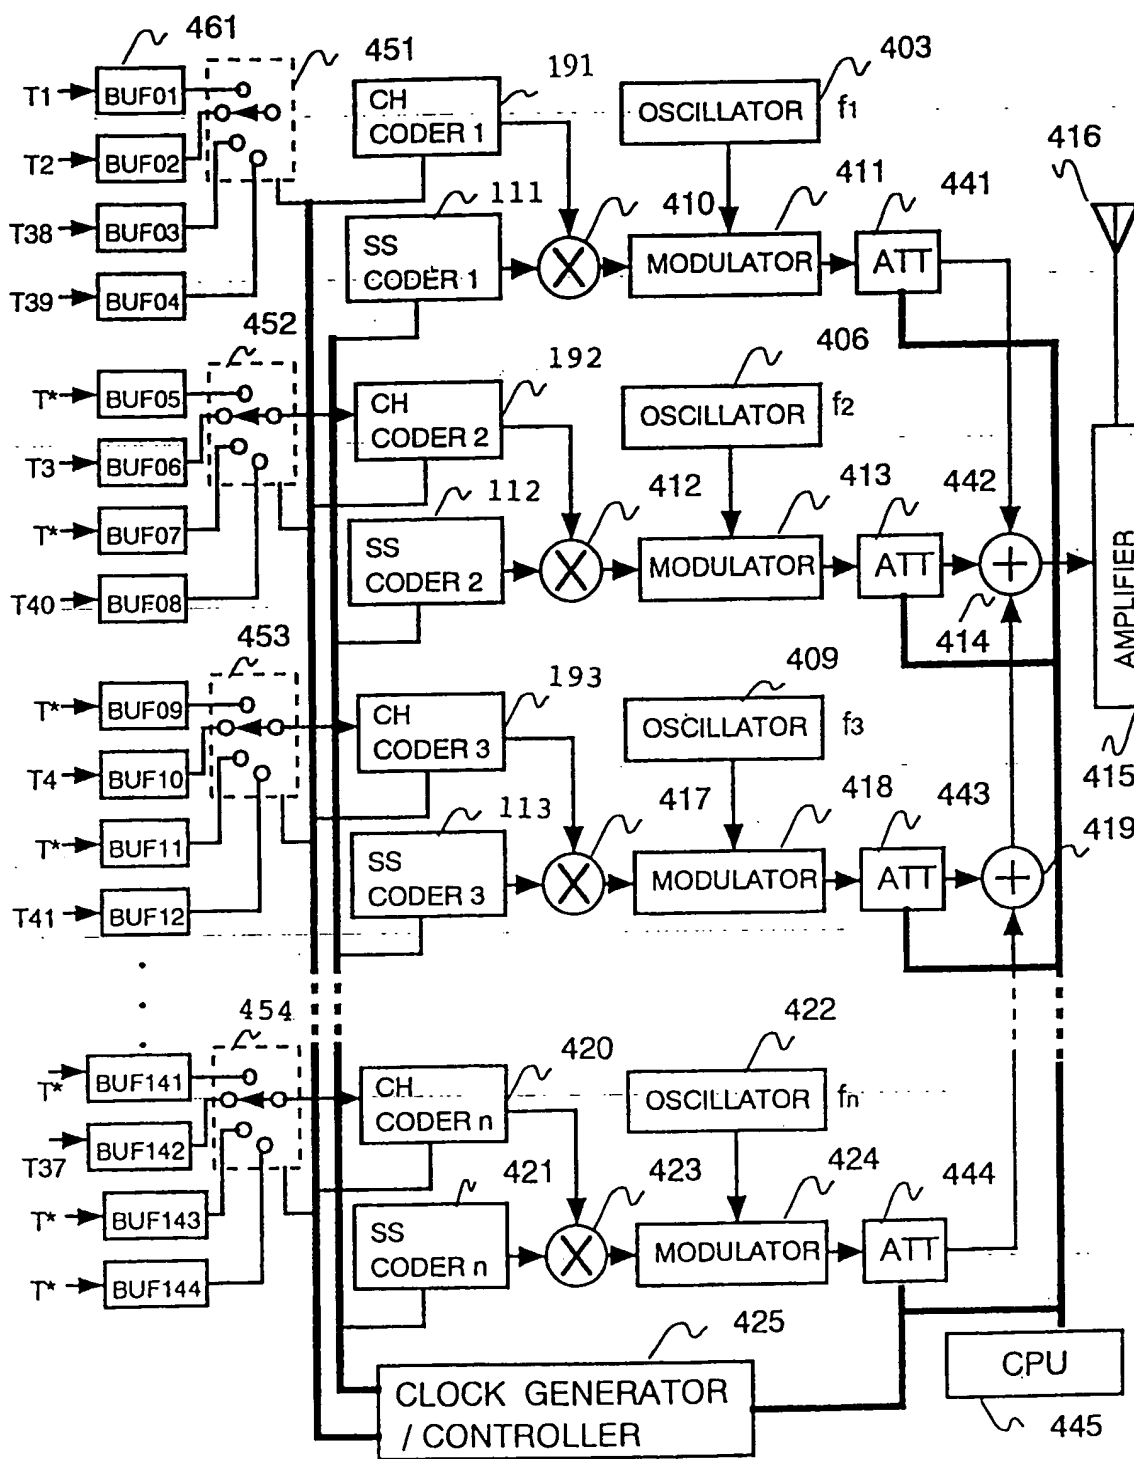 461
451
191
403
T1
BUF01
CH
CODER 1
OSCILLATOR
f1
416
T2
BUF02
111
410
411
441
T38
BUF03
SS
CODER 1
MODULATOR
ATT
T39
BUF04
452
192
406
T*
BUF05
CH
CODER 2
OSCILLATOR
f2
T3
BUF06
112
412
413
442
T*
BUF07
SS
CODER 2
MODULATOR
ATT
T40
BUF08
414
AMPLIFIER
453
193
409
T*
BUF09
CH
CODER 3
OSCILLATOR
f3
T4
BUF10
113
417
418
443
415
419
T*
BUF11
SS
CODER 3
MODULATOR
ATT
T41
BUF12
454
420
422
T*
BUF141
CH
CODER n
OSCILLATOR
fn
T37
BUF142
421
423
424
444
T*
BUF143
SS
CODER n
MODULATOR
ATT
T*
BUF144
425
CLOCK GENERATOR
/ CONTROLLER
CPU
445